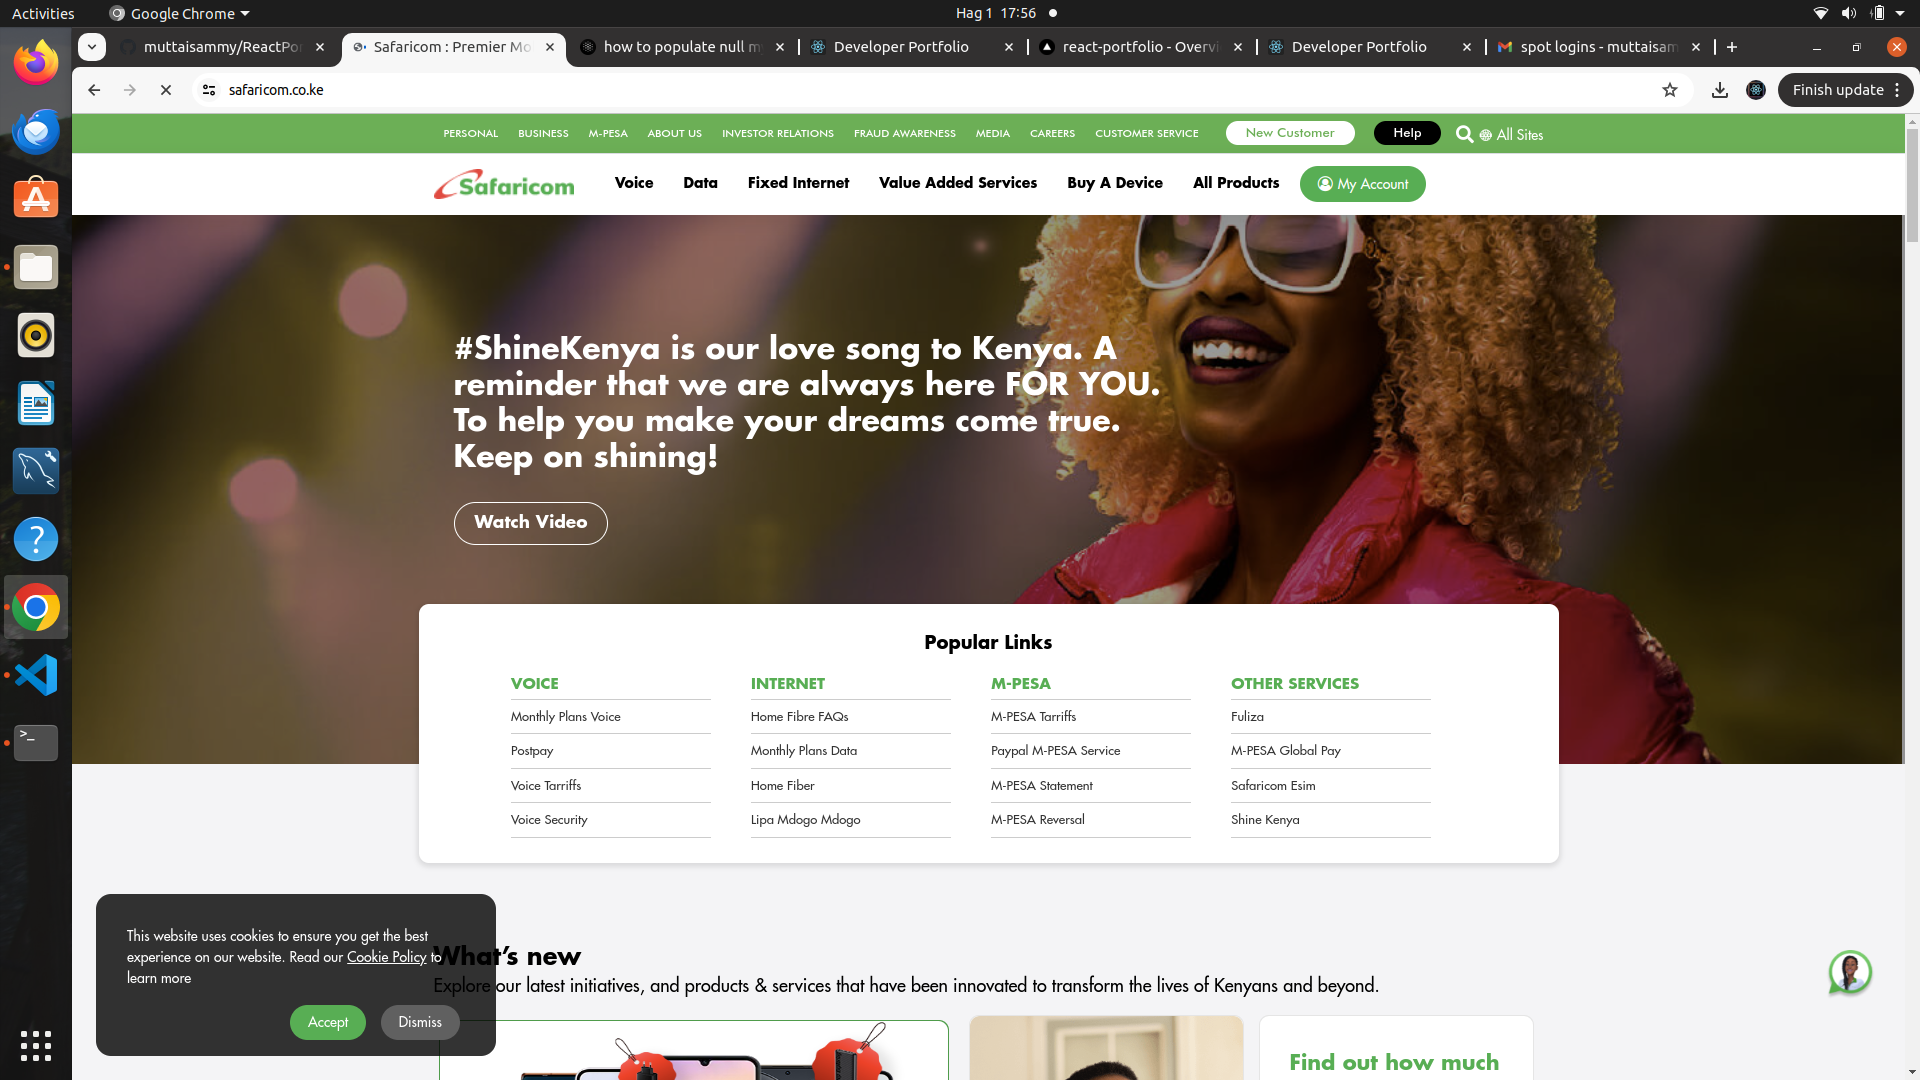 Activities
Google Chrome
Hag 1 17:56
muttaisammy/ReactPo
Safaricom : Premier Mo
how to populate null m
Developer Portfolio
react-portfolio - Overvi
Developer Portfolio
spot logins - muttaisam
safaricom.co.ke
Finish update
PERSONAL BUSINESS M-PESA ABOUT US INVESTOR RELATIONS FRAUD AWARENESS MEDIA CAREERS CUSTOMER SERVICE New Customer Help All Sites
Safaricom
Voice Data Fixed Internet Value Added Services Buy A Device All Products My Account
#ShineKenya is our love song to Kenya. A
reminder that we are always here FOR YOU.
To help you make your dreams come true.
Keep on shining!
Watch Video
Popular Links
VOICE
Monthly Plans Voice
Postpay
Voice Tarriffs
Voice Security
INTERNET
Home Fibre FAQs
Monthly Plans Data
Home Fiber
Lipa Mdogo Mdogo
M-PESA
M-PESA Tarriffs
Paypal M-PESA Service
M-PESA Statement
M-PESA Reversal
OTHER SERVICES
Fuliza
M-PESA Global Pay
Safaricom Esim
Shine Kenya
What's new
Explore our latest initiatives, and products & services that have been innovated to transform the lives of Kenyans and beyond.
This website uses cookies to ensure you get the best
experience on our website. Read our Cookie Policy to
learn more
Accept
Dismiss
Find out how much